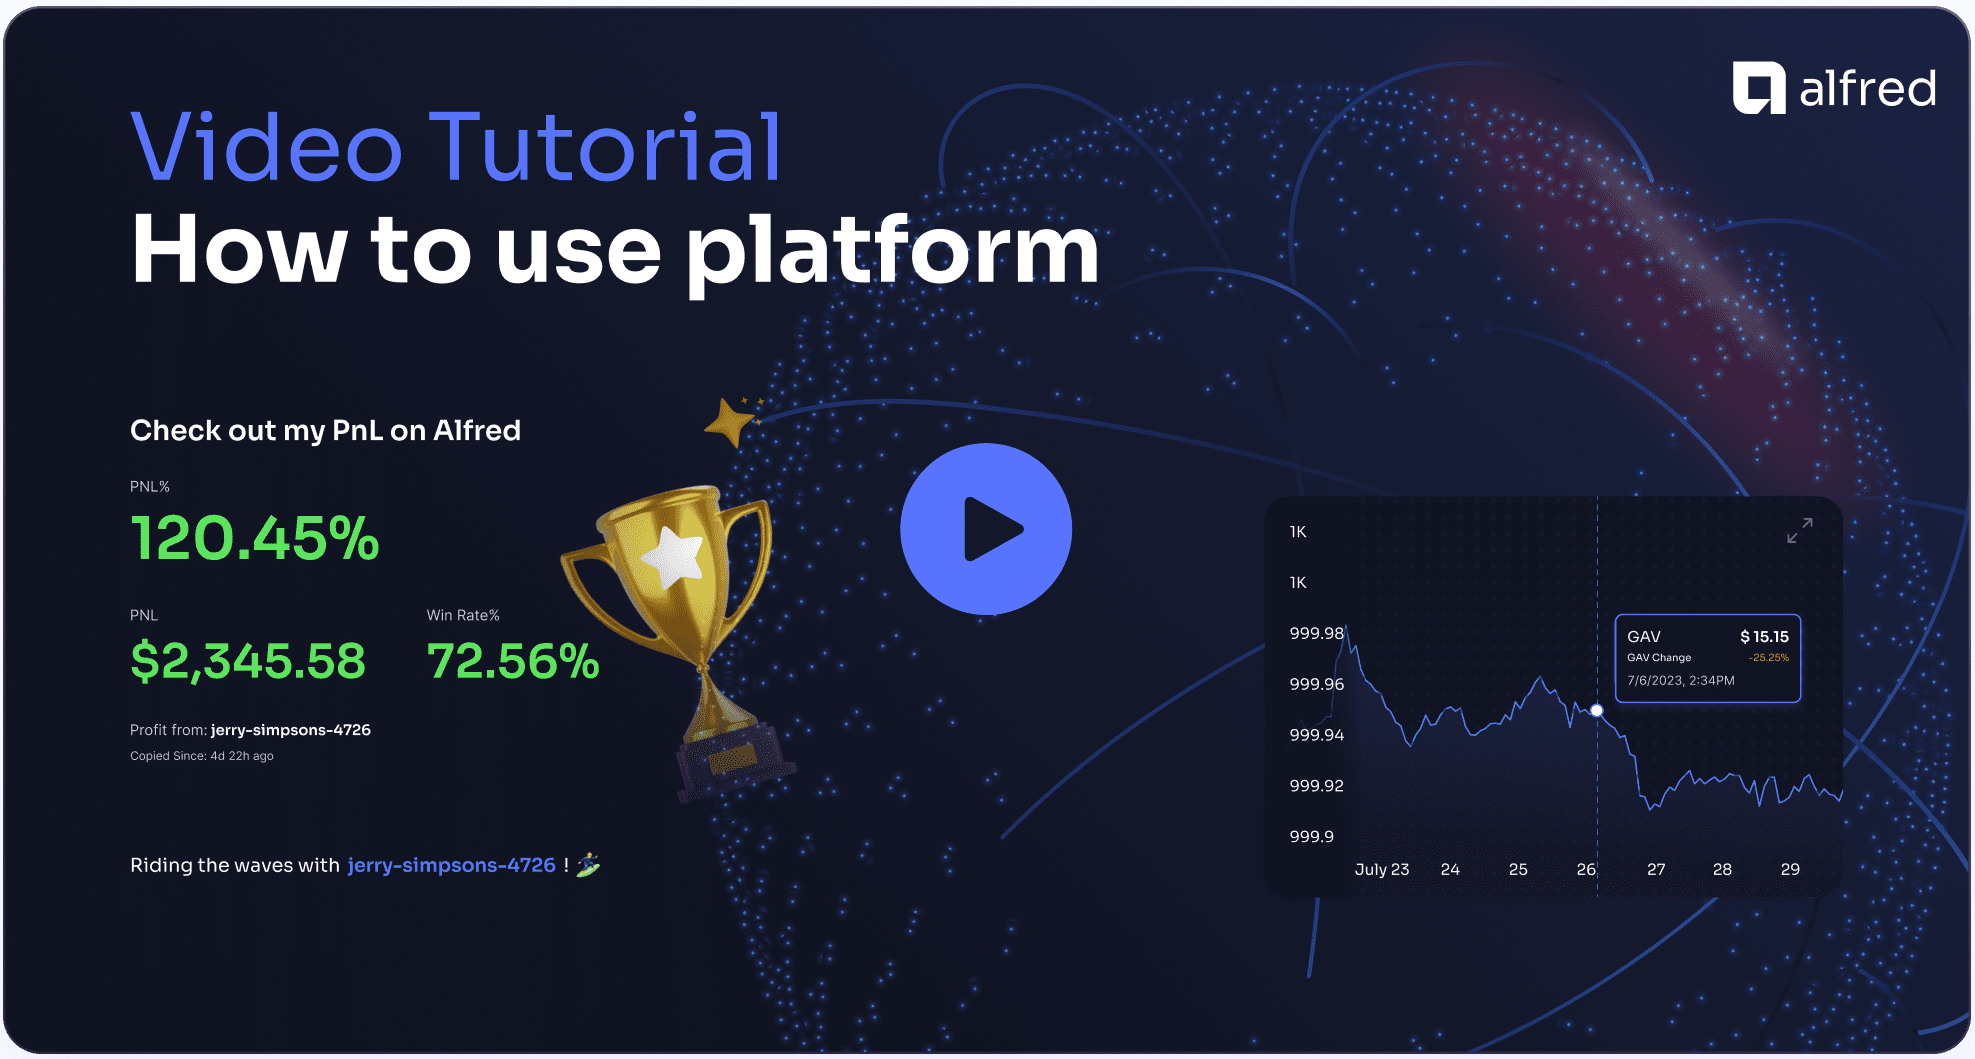 alfred
Video Tutorial
How to use platform
Check out my PnL on Alfred
PNL%
120.45%
PNL
Win Rate%
$2,345.58
72.56%
Profit from: jerry-simpsons-4726
Copied Since: 4d 22h ago
Riding the waves with jerry-simpsons-4726 ! 🏄
1K
1K
999.98
999.96
999.94
999.92
999.9
GAV $ 15.15
GAV Change -25.25%
7/6/2023, 2:34PM
July 23 24 25 26 27 28 29